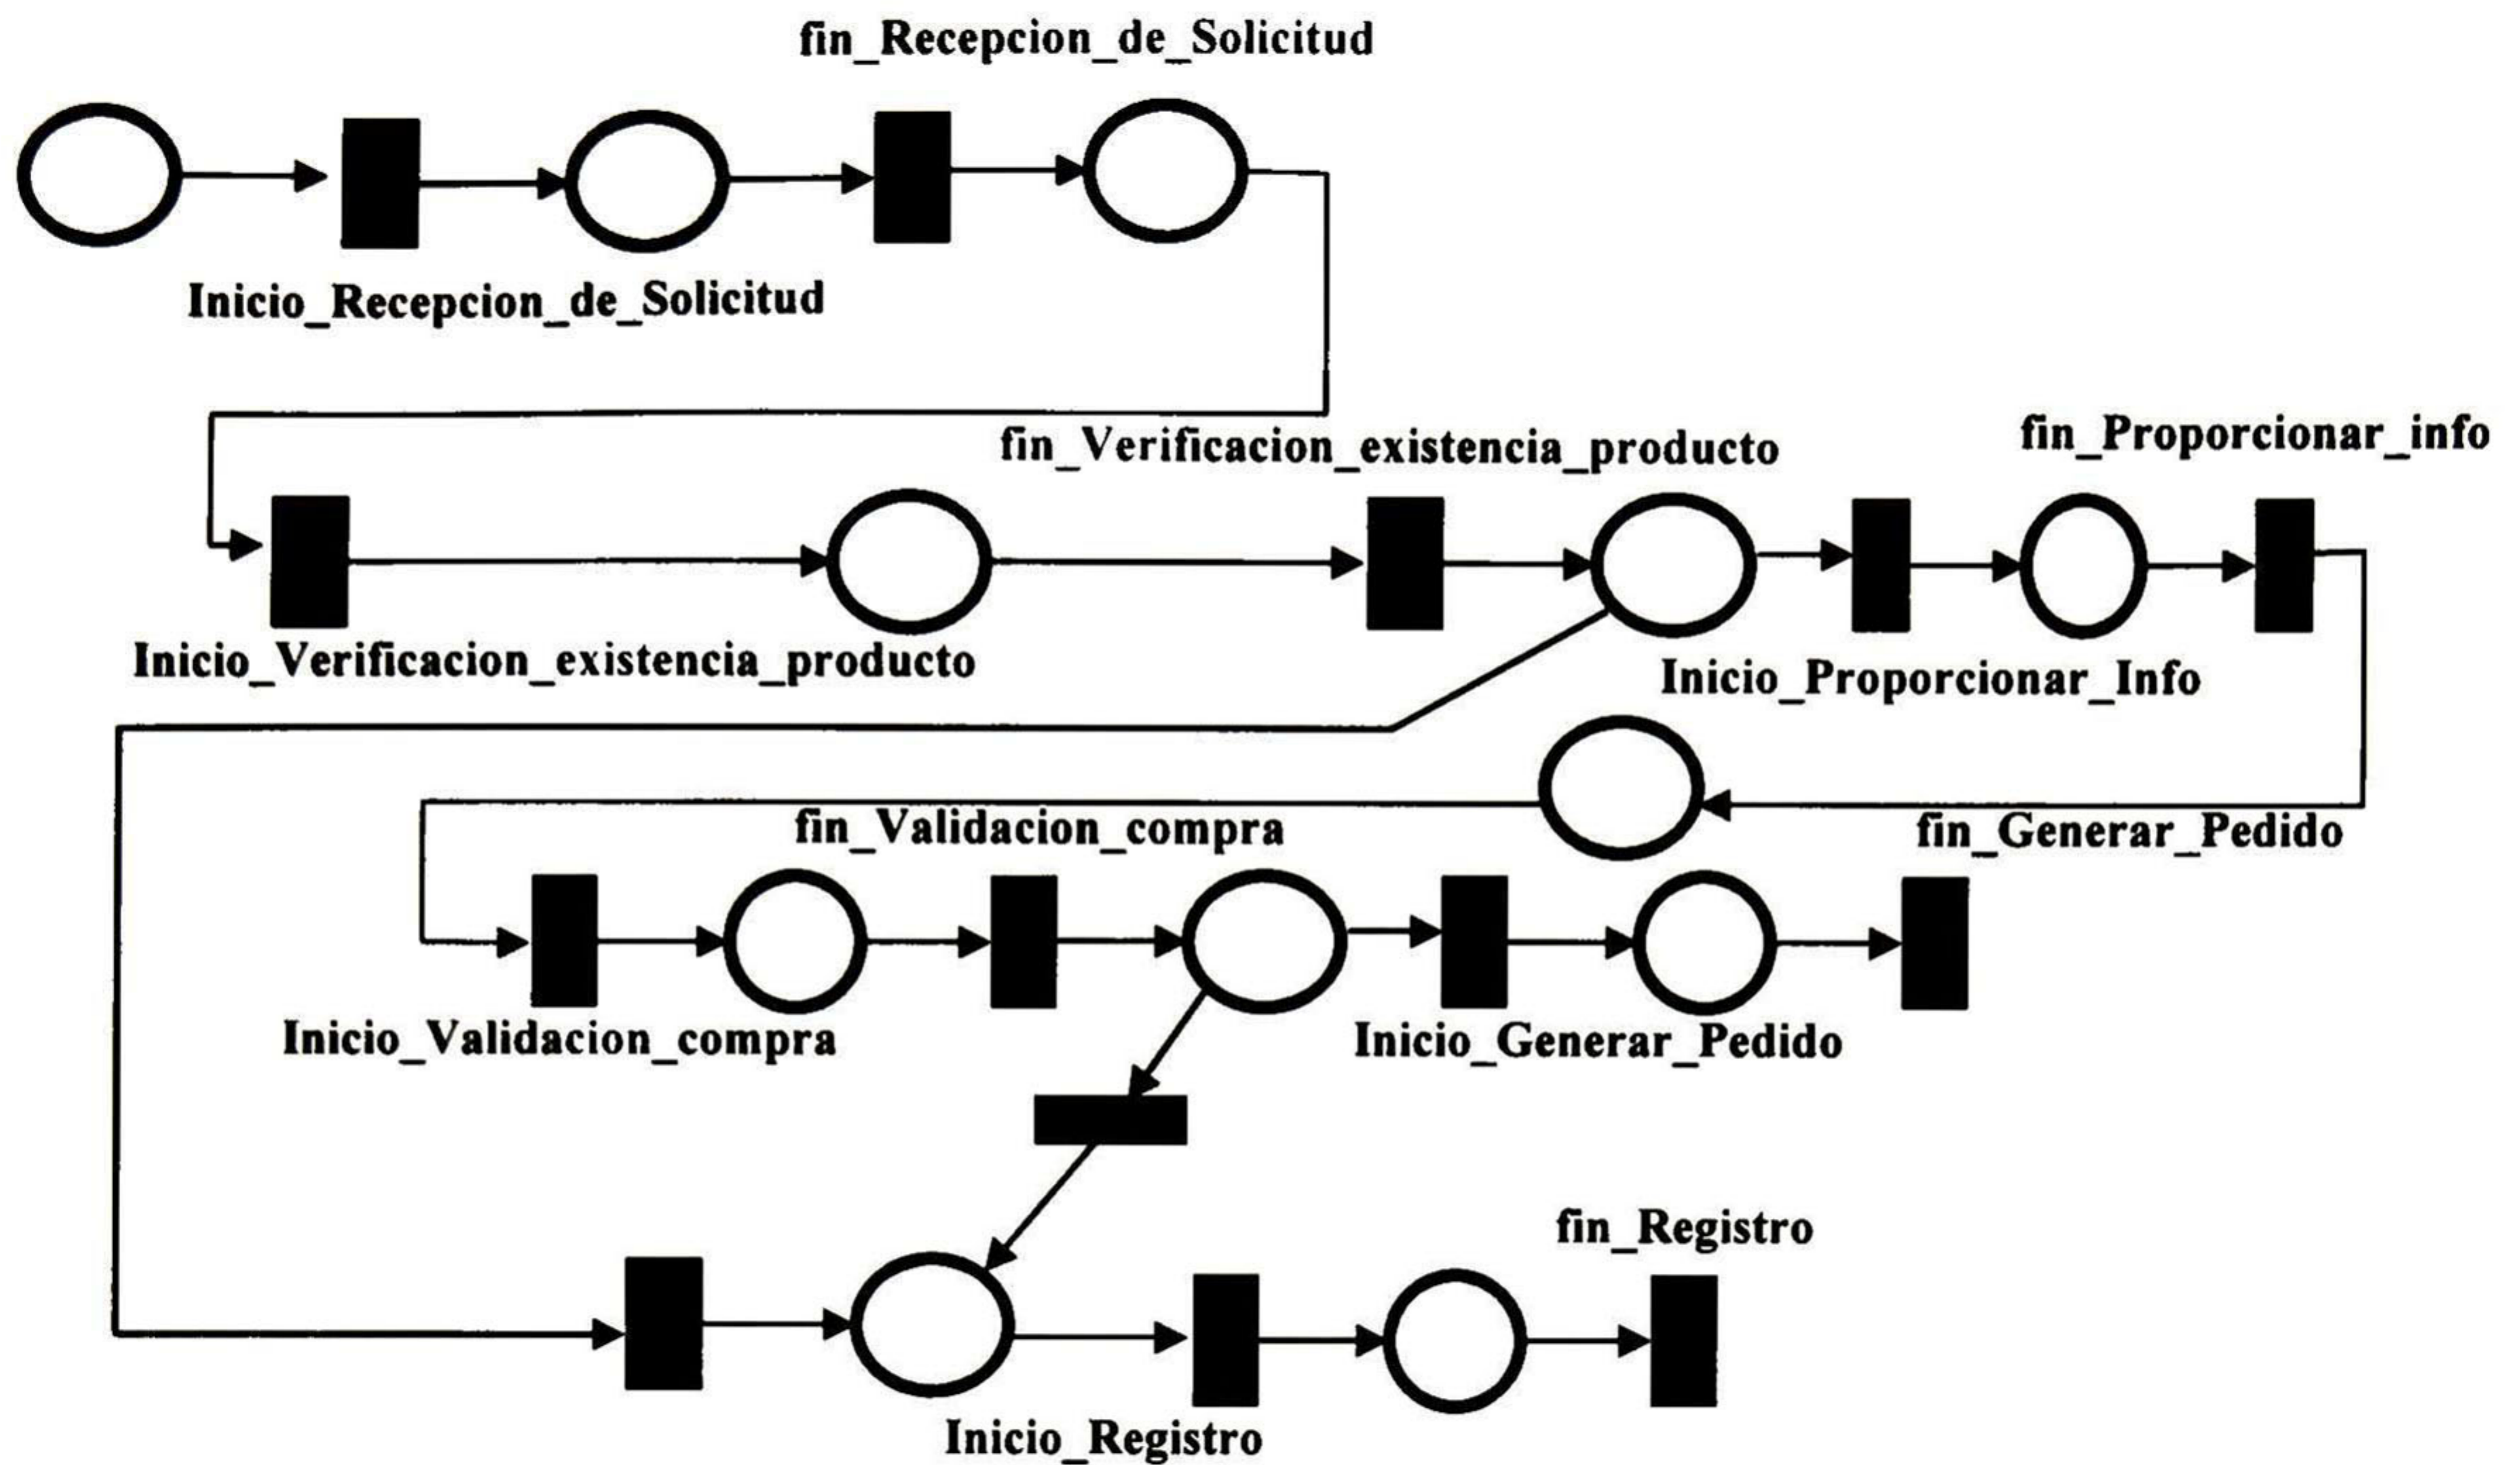 fin_Recepcion_de_Solicitud
Inicio_Recepcion_de_Solicitud
fin_Verificacion_existencia_producto
fin_Proporcionar_info
Inicio_Verificacion_existencia_producto
Inicio_Proporcionar_Info
fin_Validacion_compra
fin_Generar_Pedido
Inicio_Validacion_compra
Inicio_Generar_Pedido
fin_Registro
Inicio_Registro